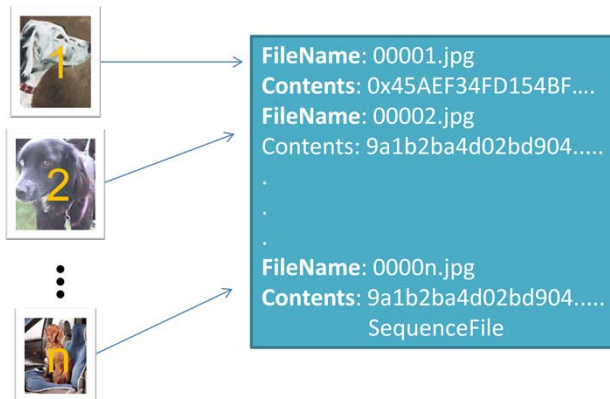 1
FileName: 00001.jpg
Contents: 0x45AEF34FD154BF....
FileName: 00002.jpg
2
Contents: 9a1b2ba4d02bd904.....
.
.
.
FileName: 0000n.jpg
Contents: 9a1b2ba4d02bd904.....
SequenceFile
n